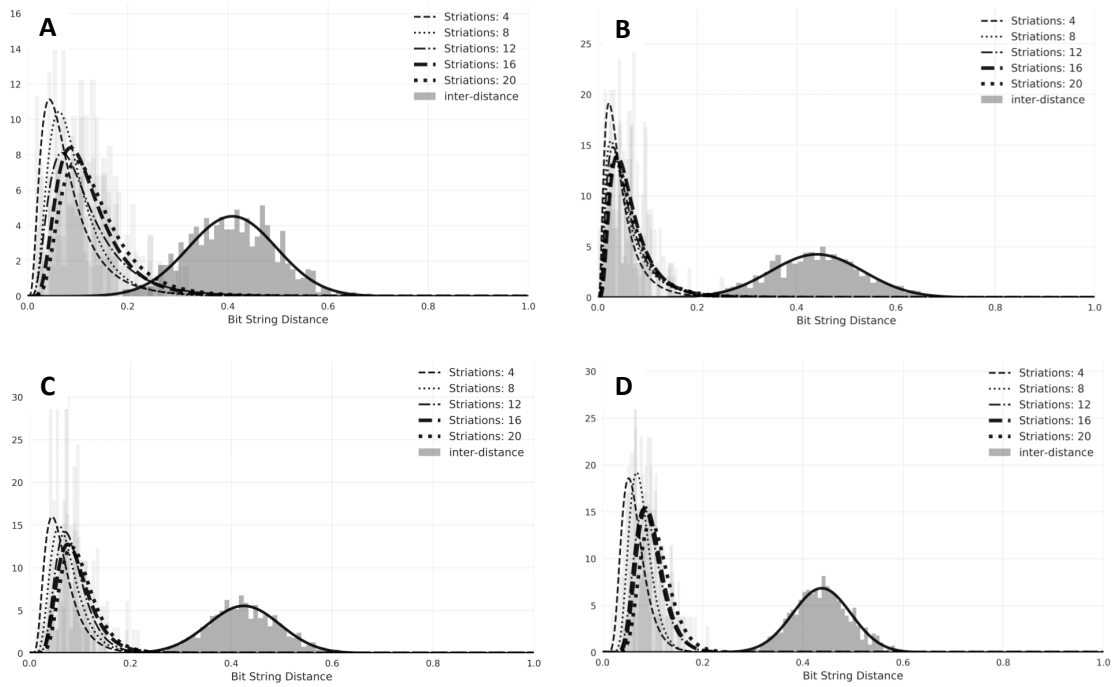 A
16
14
12
10
8
6
4
2
0
0.0 0.2 0.4 0.6 0.8 1.0
Bit String Distance
Striations: 4
Striations: 8
Striations: 12
Striations: 16
Striations: 20
inter-distance
B
25
20
15
10
5
0
0.0 0.2 0.4 0.6 0.8 1.0
Bit String Distance
Striations: 4
Striations: 8
Striations: 12
Striations: 16
Striations: 20
inter-distance
C
30
25
20
15
10
5
0
0.0 0.2 0.4 0.6 0.8 1.0
Bit String Distance
Striations: 4
Striations: 8
Striations: 12
Striations: 16
Striations: 20
inter-distance
D
30
25
20
15
10
5
0
0.0 0.2 0.4 0.6 0.8 1.0
Bit String Distance
Striations: 4
Striations: 8
Striations: 12
Striations: 16
Striations: 20
inter-distance